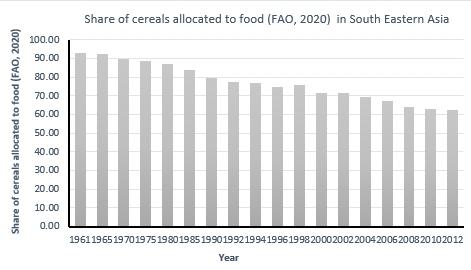 Share of cereals allocated to food (FAO, 2020)  in South Eastern Asia
Share of cereals allocated to food (FAO, 2020)
100.00
90.00
80.00
70.00
60.00
50.00
40.00
30.00
20.00
10.00
0.00
1961 1965 1970 1975 1980 1985 1990 1992 1994 1996 1998 2000 2002 2004 2006 2008 2010 2012
Year